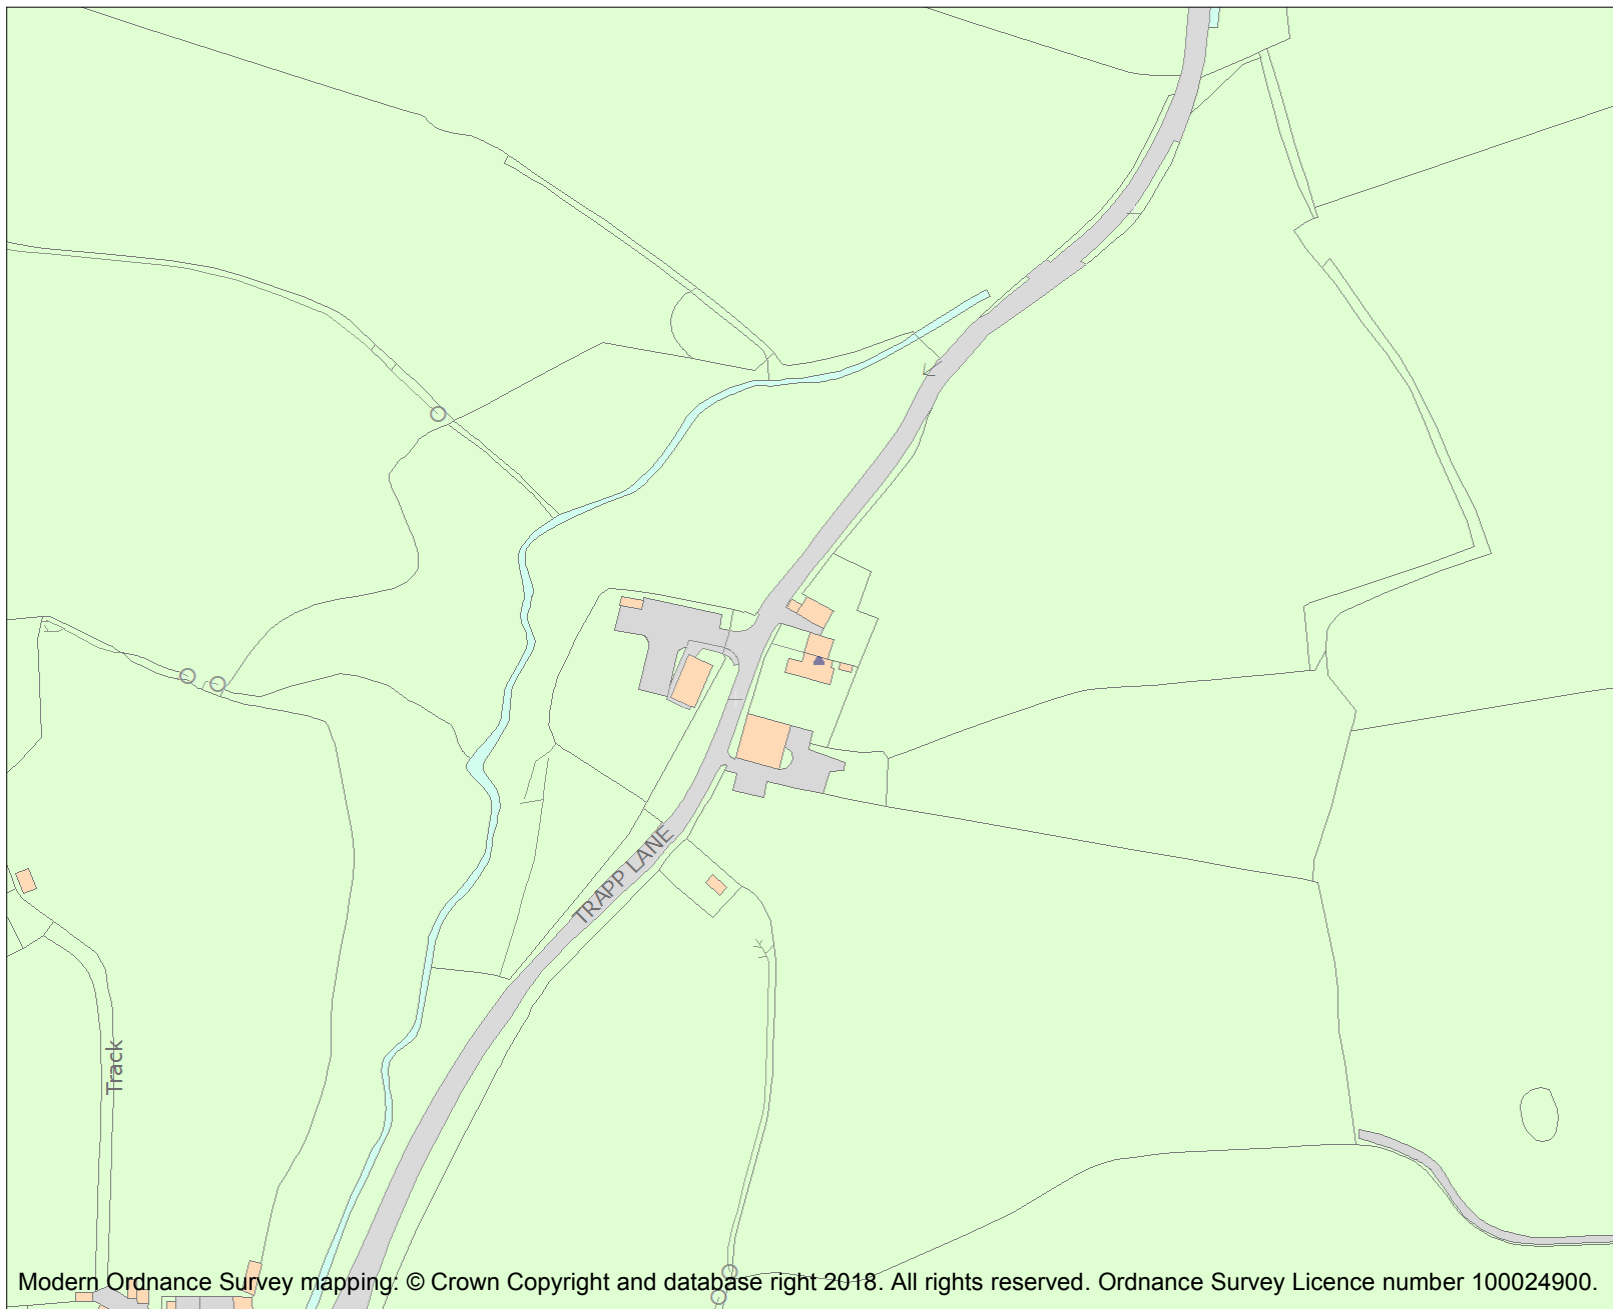 TRAPP LANE
Track
Modern Ordnance Survey mapping: © Crown Copyright and database right 2018. All rights reserved. Ordnance Survey Licence number 100024900.